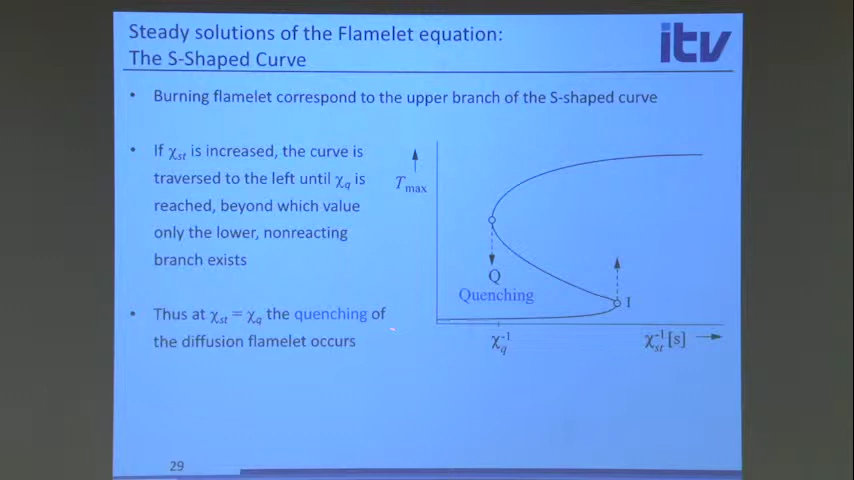 Steady solutions of the Flamelet equation:
The S-Shaped Curve
itv
• Burning flamelet correspond to the upper branch of the S-shaped curve
• If χst is increased, the curve is
traversed to the left until χq is
reached, beyond which value
only the lower, nonreacting
branch exists
• Thus at χst = χq the quenching of
the diffusion flamelet occurs
Tmax
Q
Quenching
I
χq^-1
χst^-1 [s]
29